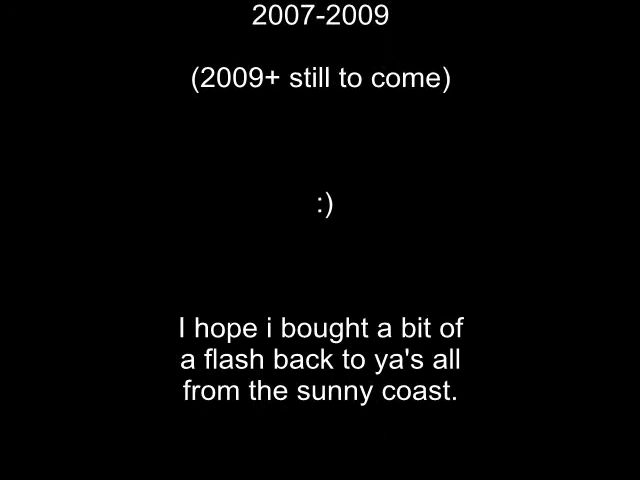 2007-2009
(2009+ still to come)
:)
I hope i bought a bit of
a flash back to ya's all
from the sunny coast.